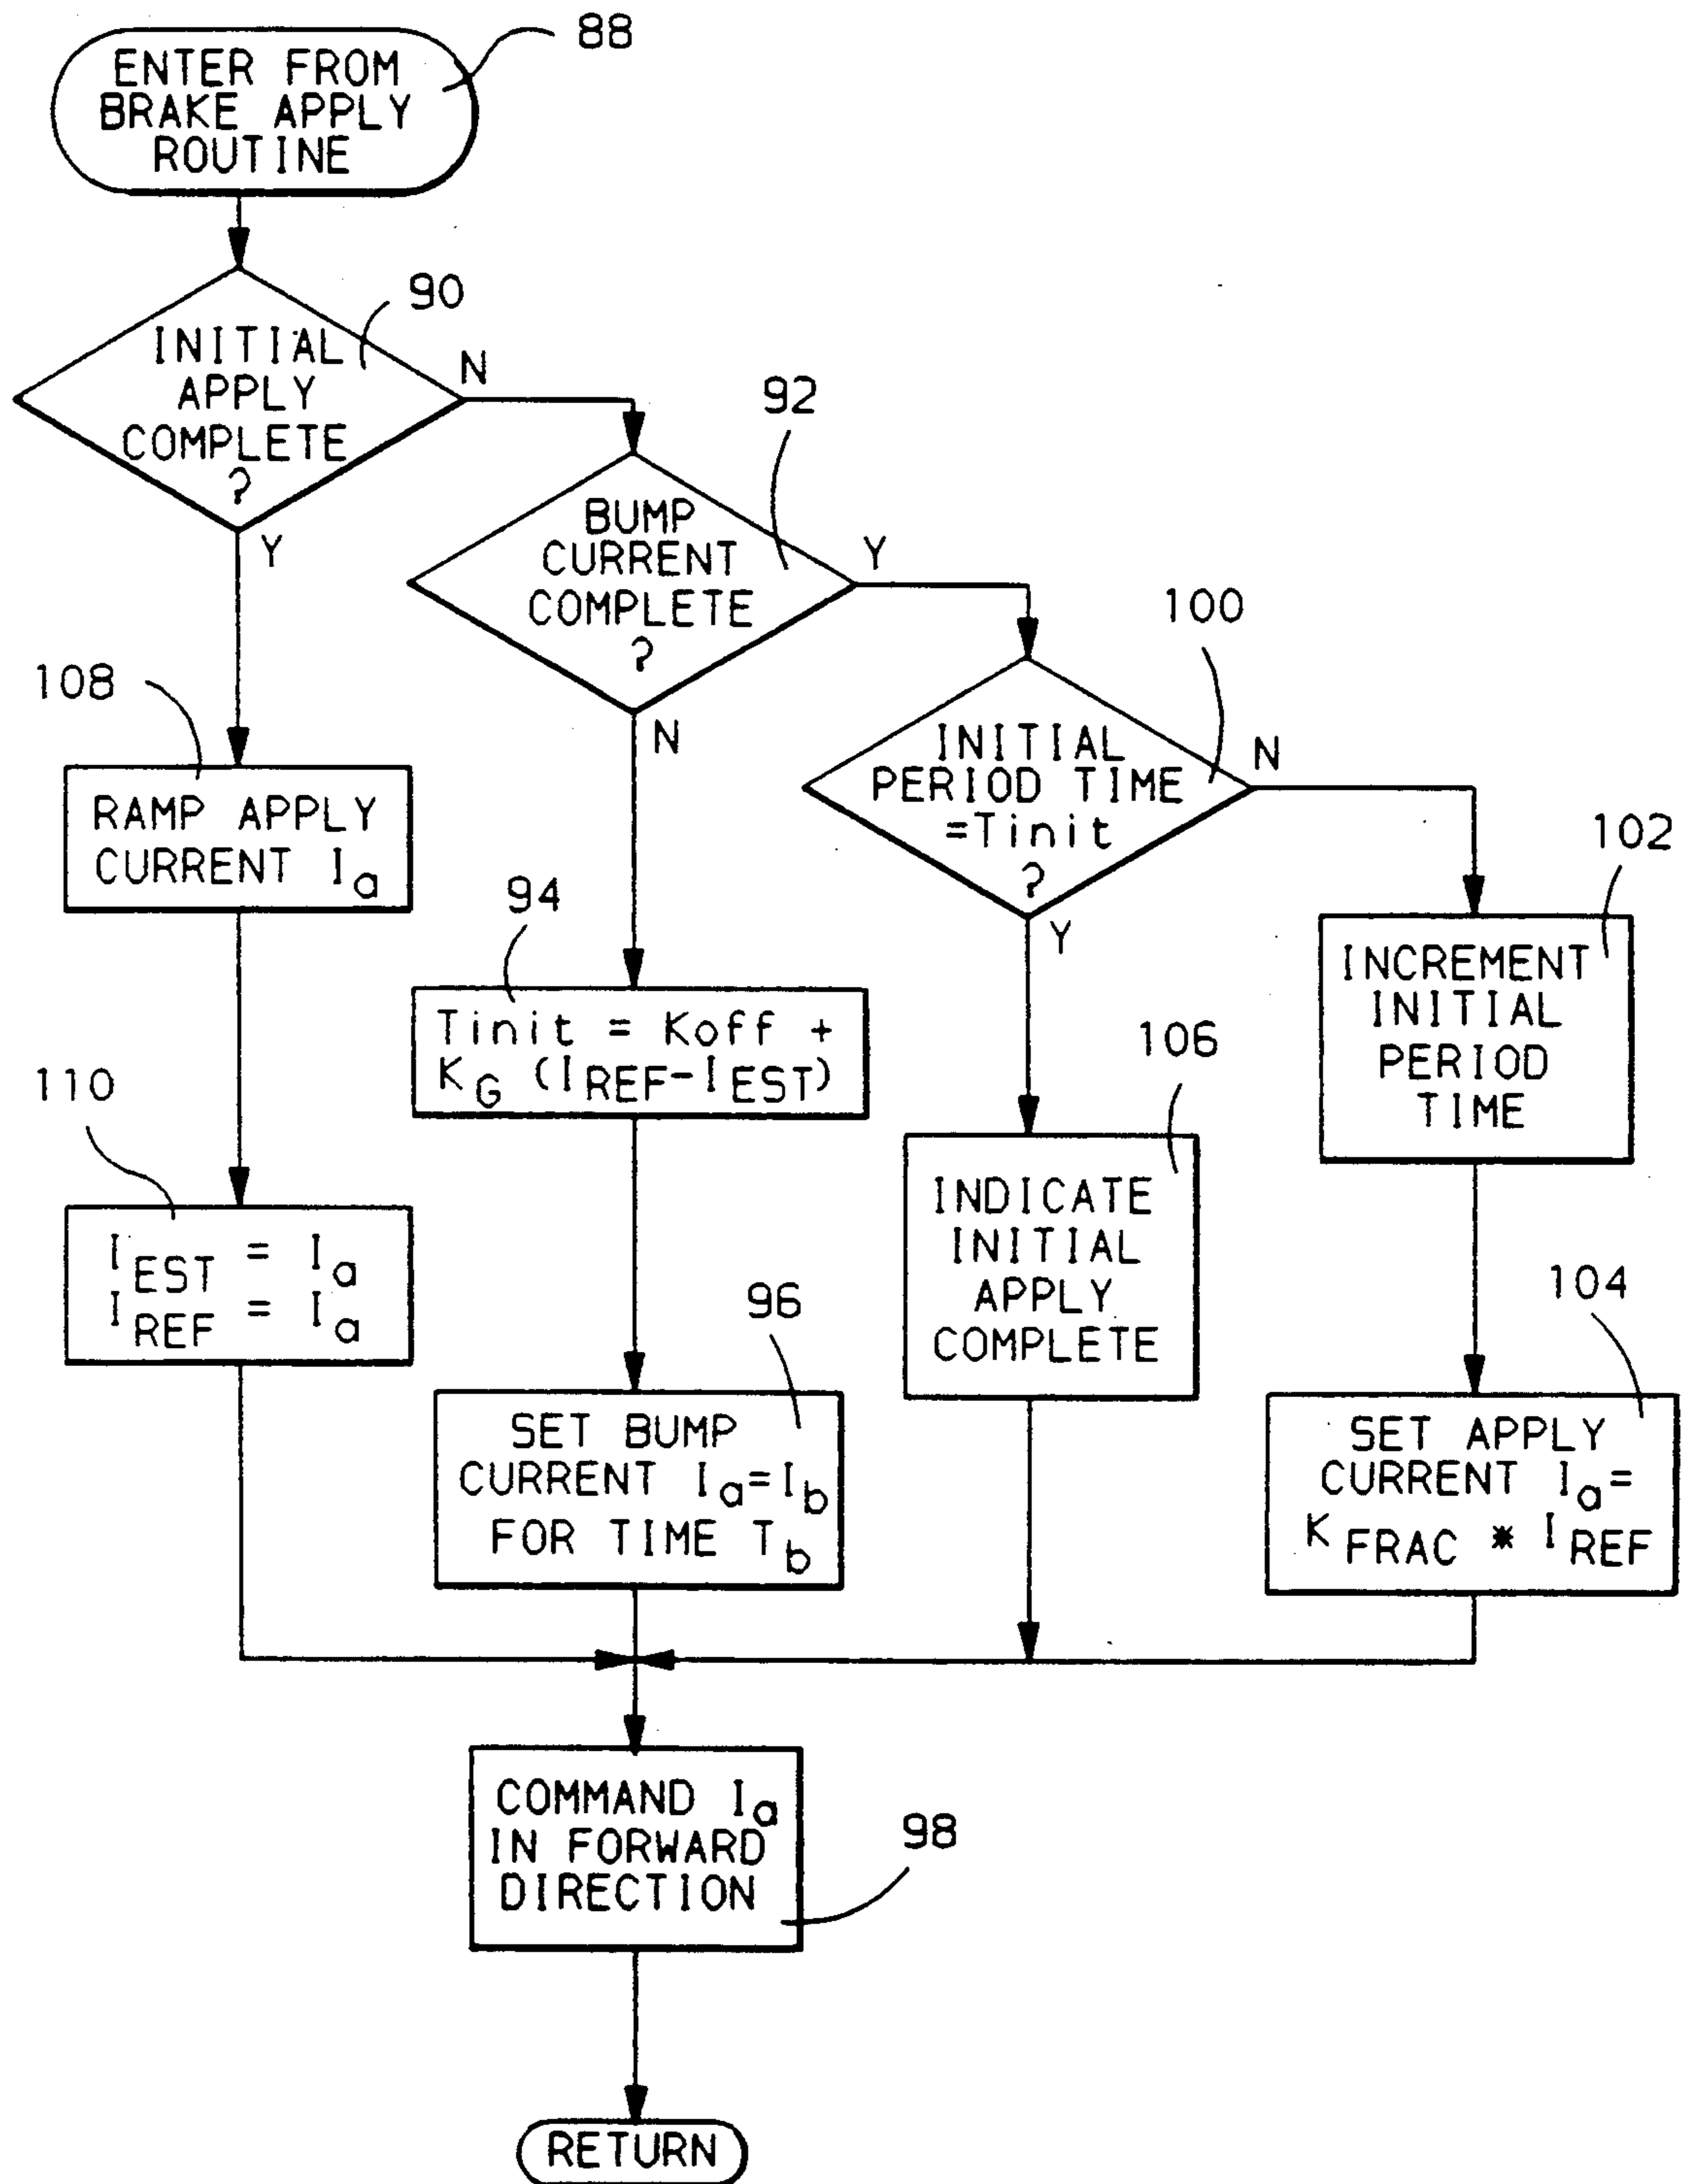 88
ENTER FROM
BRAKE APPLY
ROUTINE
90
INITIAL
APPLY
COMPLETE
?
N
Y
92
BUMP
CURRENT
COMPLETE
?
Y
N
100
INITIAL
PERIOD TIME
=Tinit
?
N
Y
108
RAMP APPLY
CURRENT Ia
94
Tinit = Koff +
KG (IREF-IEST)
102
INCREMENT
INITIAL
PERIOD
TIME
106
INDICATE
INITIAL
APPLY
COMPLETE
110
IEST = Ia
IREF = Ia
96
SET BUMP
CURRENT Ia=Ib
FOR TIME Tb
104
SET APPLY
CURRENT Ia=
KFRAC * IREF
COMMAND Ia
IN FORWARD
DIRECTION
98
RETURN